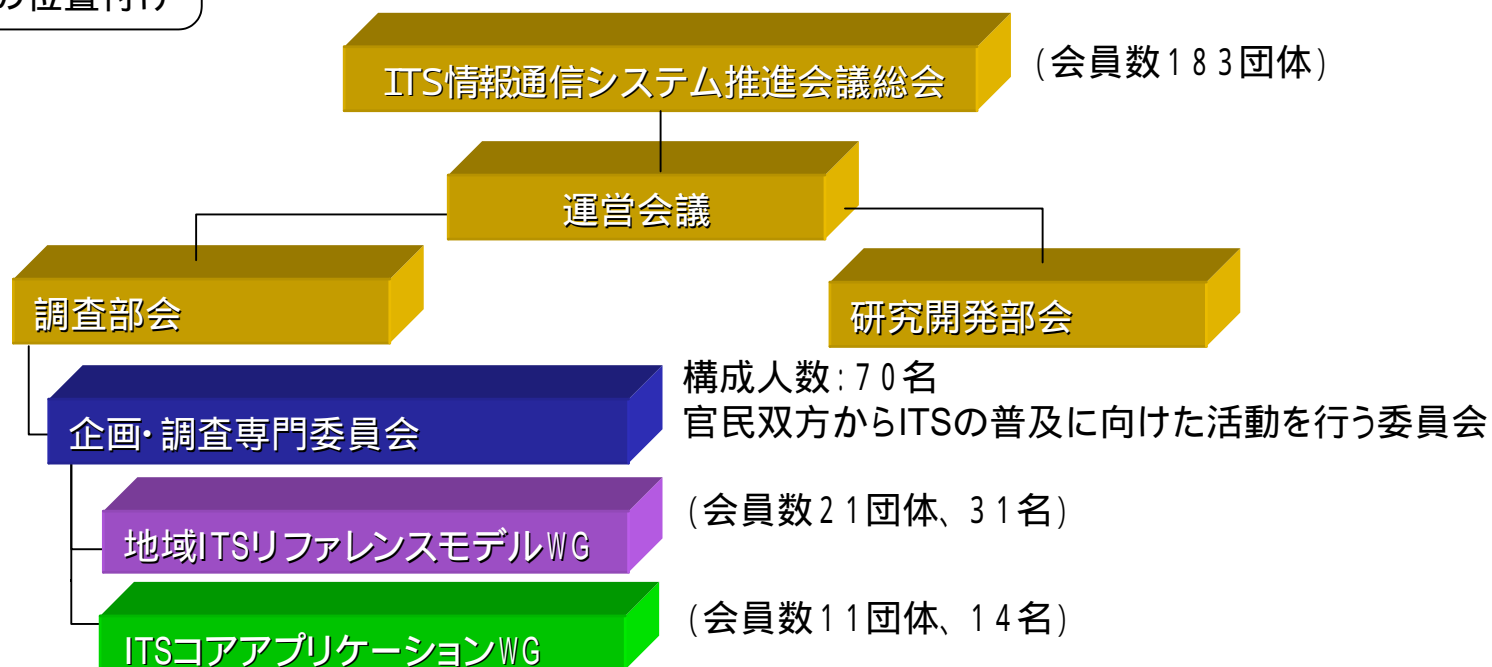 の位置付け
ITS情報通信システム推進会議総会
(会員数183団体)
運営会議
調査部会
研究開発部会
構成人数:70名
官民双方からITSの普及に向けた活動を行う委員会
企画・調査専門委員会
(会員数21団体、31名)
地域ITSリファレンスモデルWG
(会員数11団体、14名)
ITSコアアプリケーションWG